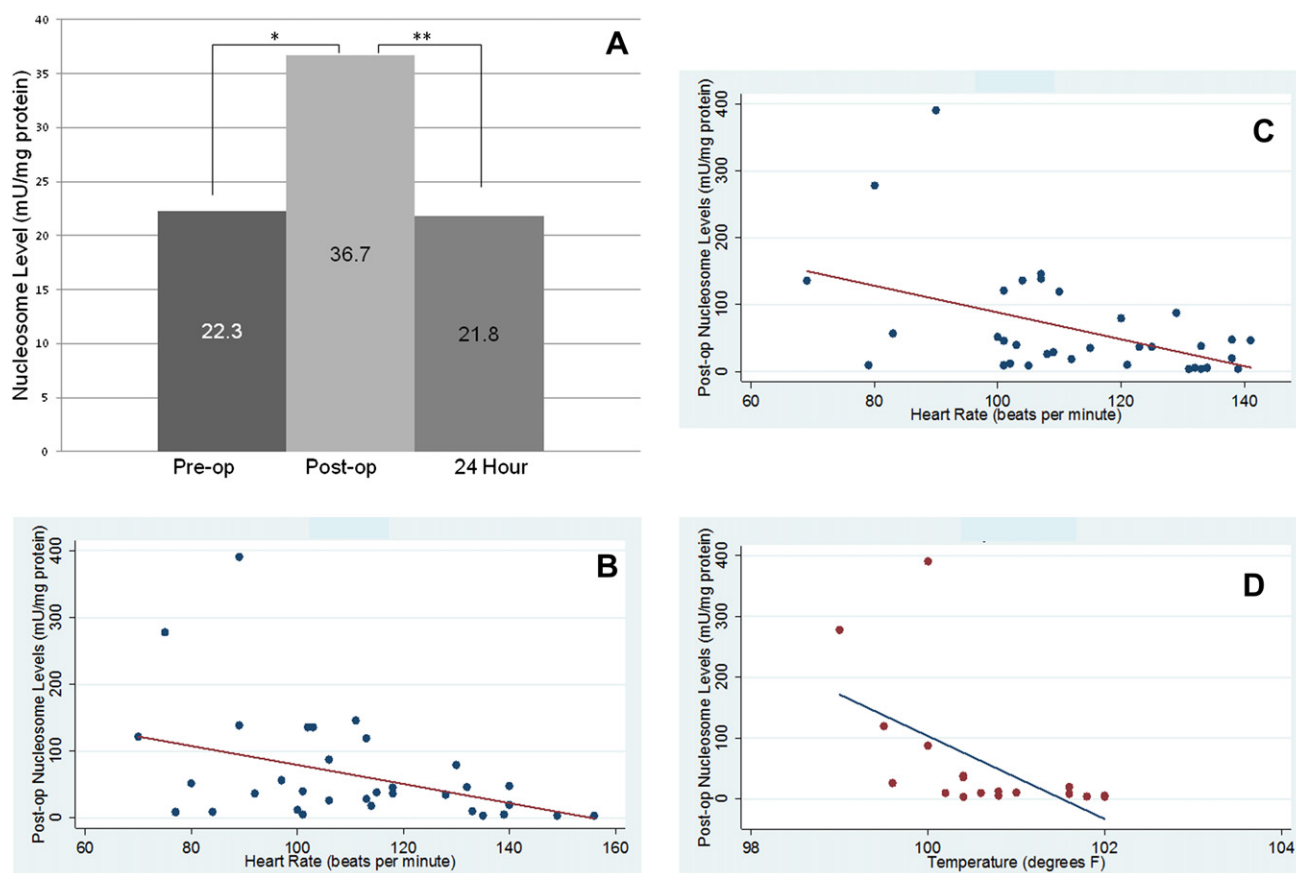 A
Nucleosome Level (mU/mg protein)
40
35
30
25
20
15
10
5
0
* **
22.3 36.7 21.8
Pre-op Post-op 24 Hour
C
Post-op Nucleosome Levels (mU/mg protein)
400
300
200
100
0
60 80 100 120 140
Heart Rate (beats per minute)
B
Post-op Nucleosome Levels (mU/mg protein)
400
300
200
100
0
60 80 100 120 140 160
Heart Rate (beats per minute)
D
Post-op Nucleosome Levels (mU/mg protein)
400
300
200
100
0
98 100 102 104
Temperature (degrees F)